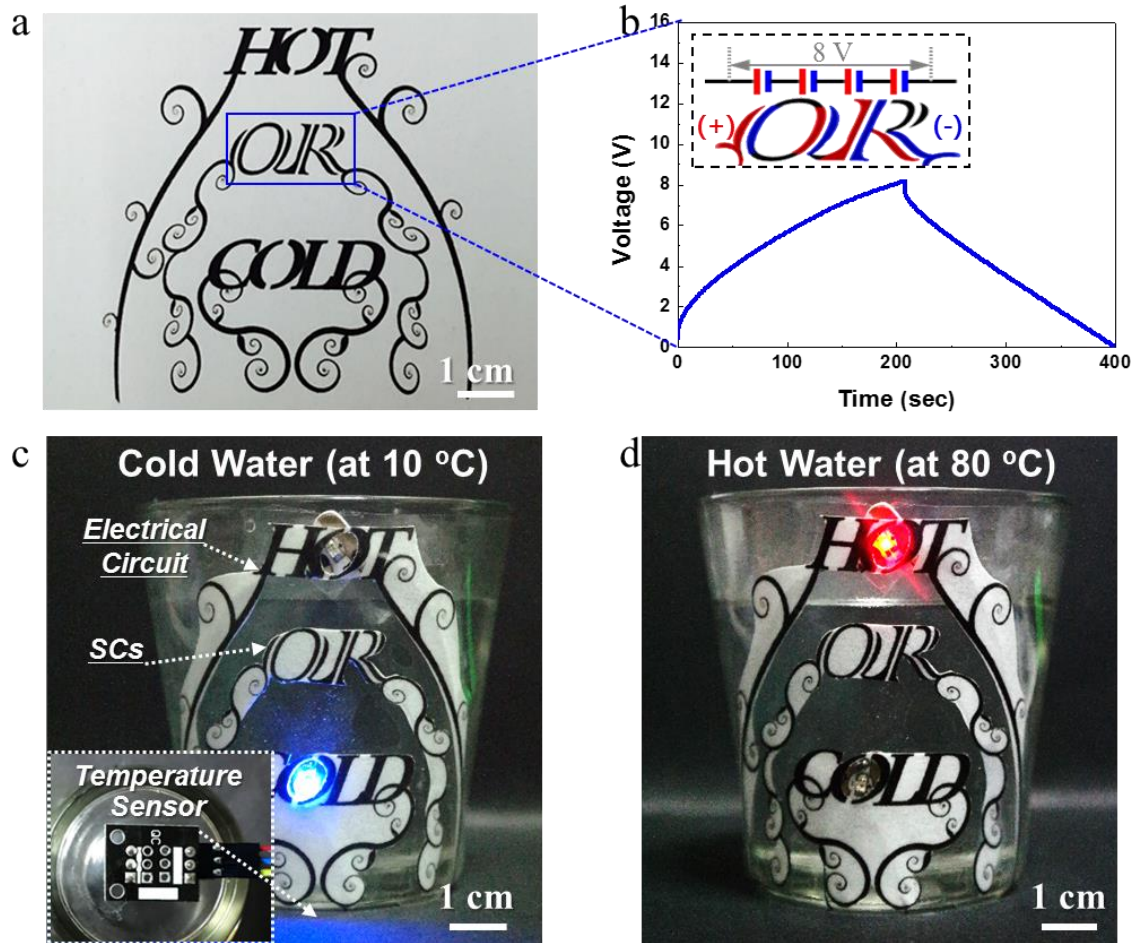 a
HOT
OR
COLD
1 cm
b
16
14
12
10
8
6
4
2
0
Voltage (V)
8 V
(+)
OR
(-)
0
100
200
300
400
Time (sec)
c
Cold Water (at 10 °C)
Electrical
Circuit
SCs
HOT
OR
COLD
Temperature
Sensor
QC
1 cm
d
Hot Water (at 80 °C)
HOT
OR
COLD
1 cm